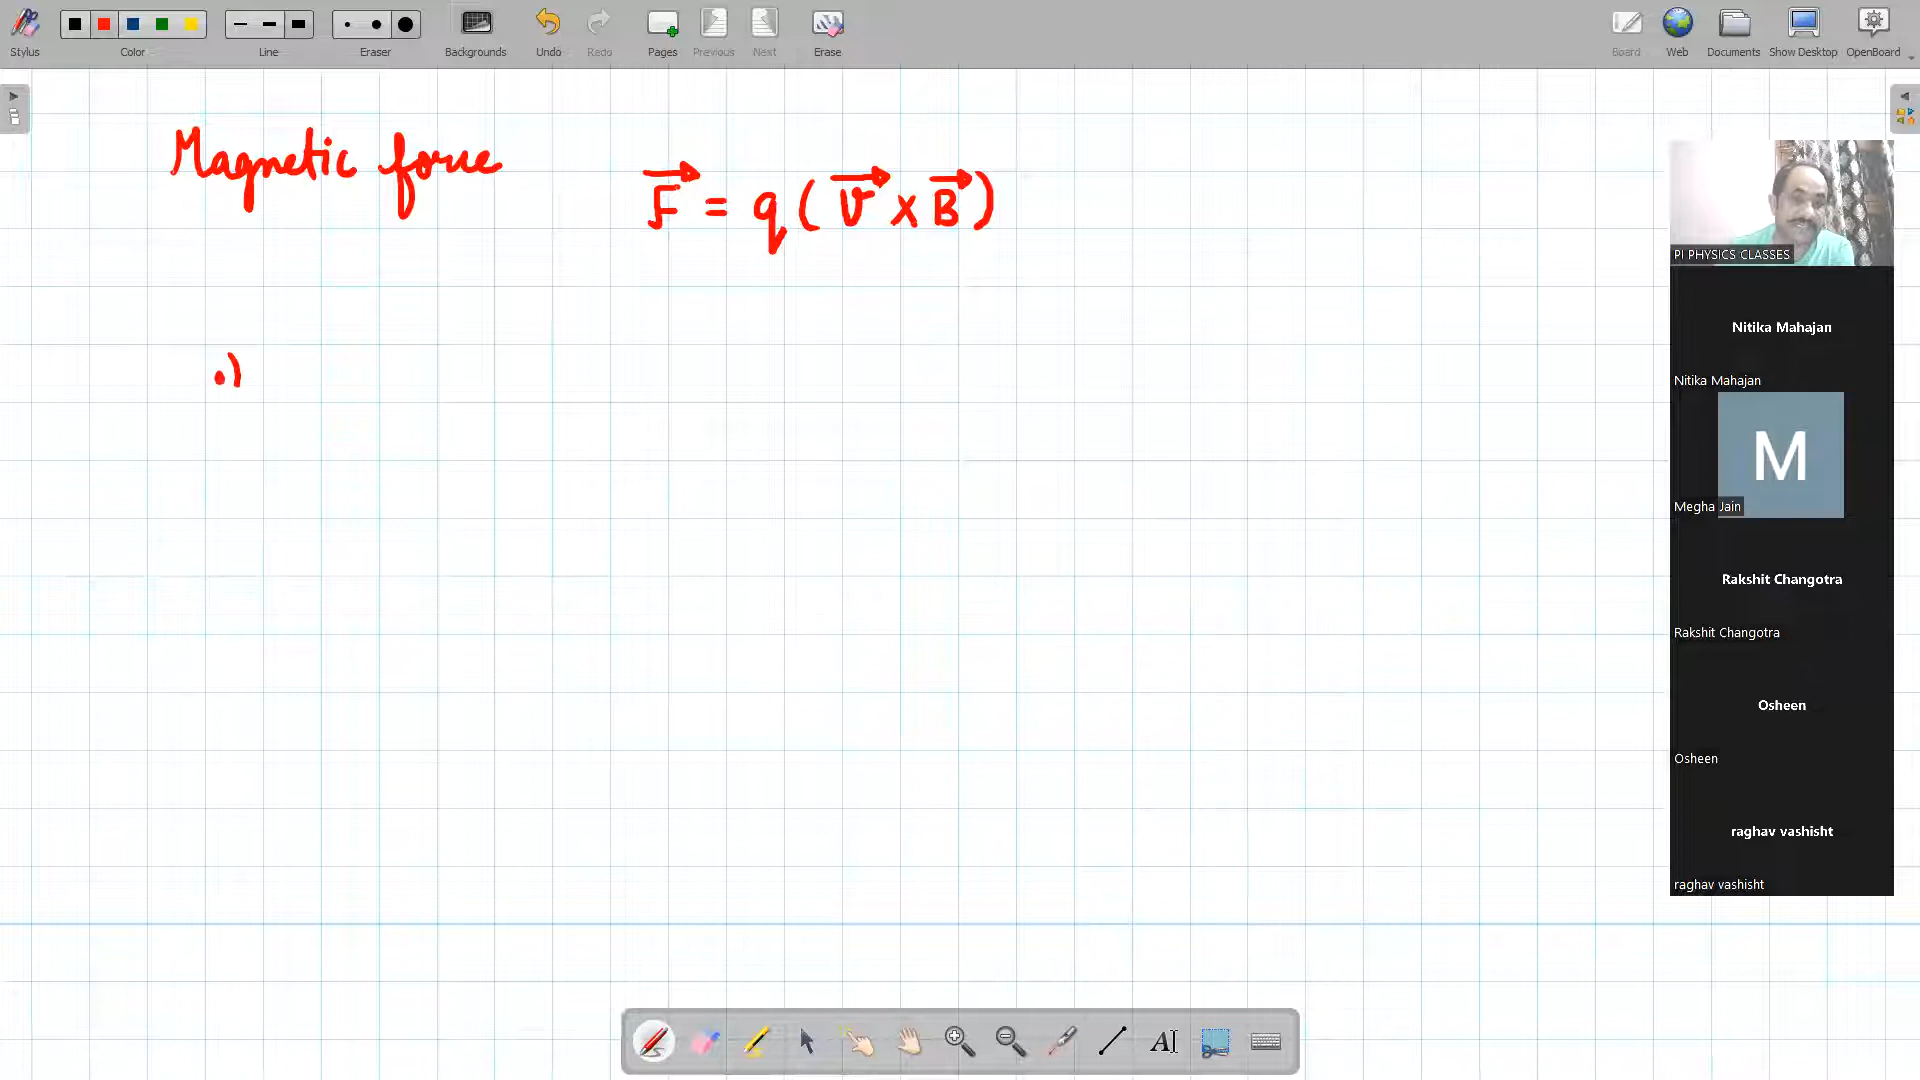 Stylus
Color
Line
Eraser
Backgrounds
Undo
Redo
Pages
Previous
Next
Erase
Board
Web
Documents
Show Desktop
OpenBoard
Magnetic force
F⃗ = q ( v⃗ × B⃗ )
.)
PI PHYSICS CLASSES
Nitika Mahajan
Nitika Mahajan
M
Megha Jain
Rakshit Changotra
Rakshit Changotra
Osheen
Osheen
raghav vashisht
raghav vashisht